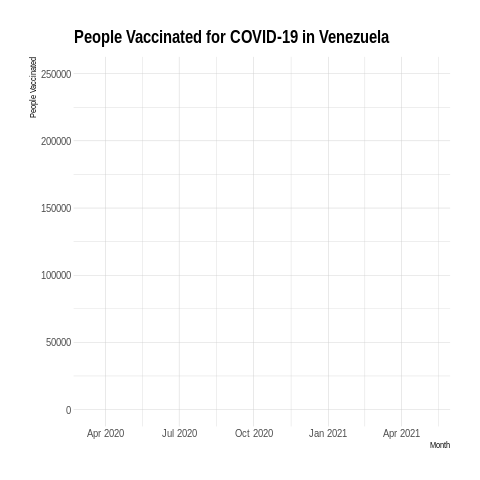 People Vaccinated for COVID-19 in Venezuela
People Vaccinated
250000
200000
150000
100000
50000
0
Apr 2020 Jul 2020 Oct 2020 Jan 2021 Apr 2021
Month